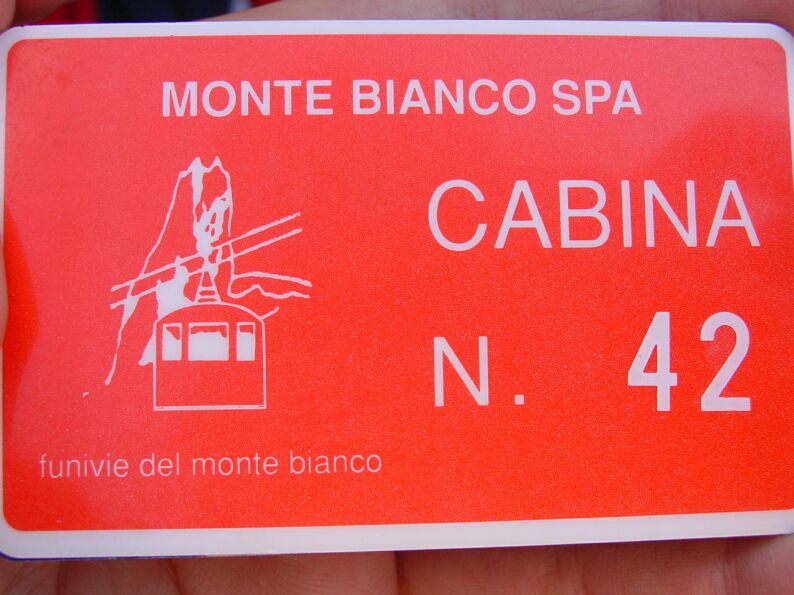 MONTE BIANCO SPA
CABINA
N. 42
funivie del monte bianco